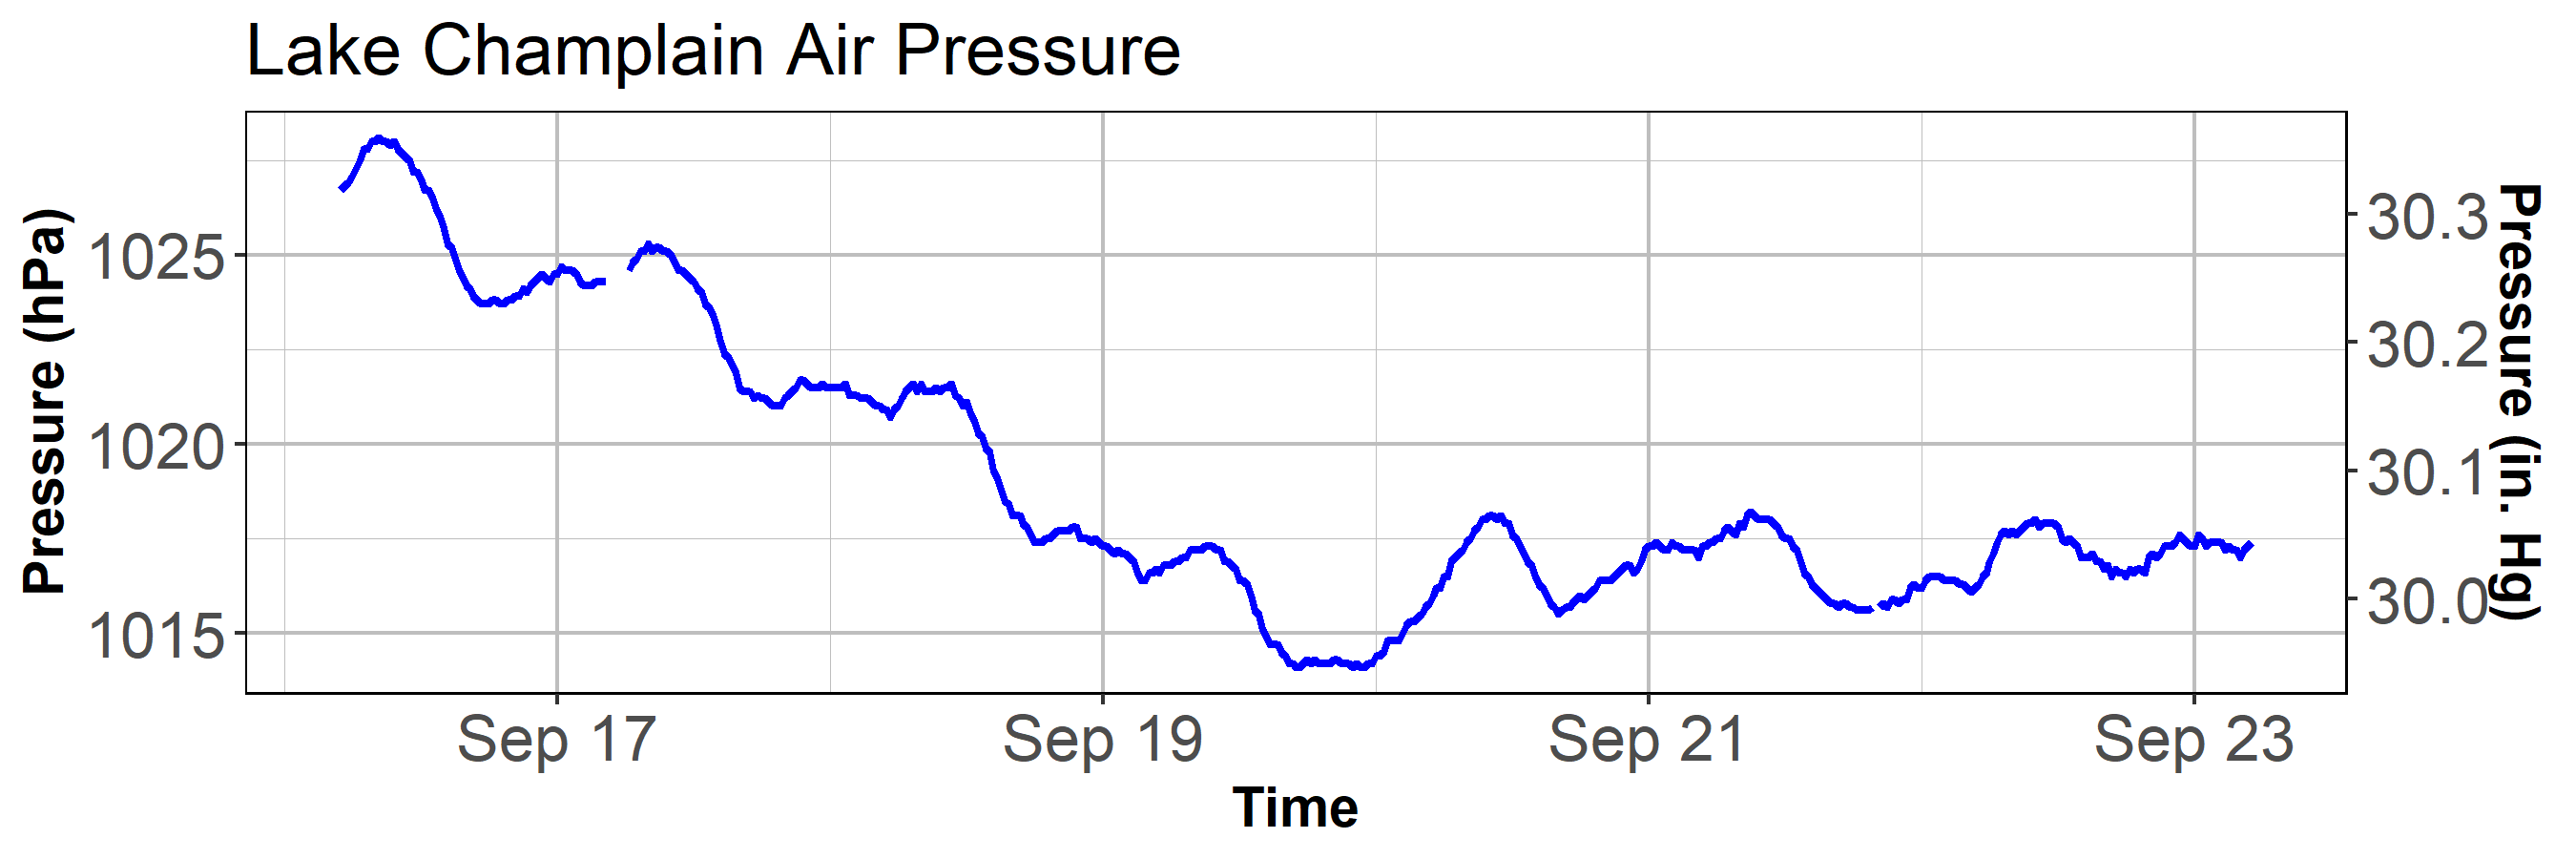 Lake Champlain Air Pressure
Pressure (hPa)
1025
1020
1015
30.3
30.2
30.1
30.0
Pressure (in. Hg)
Sep 17
Sep 19
Sep 21
Sep 23
Time